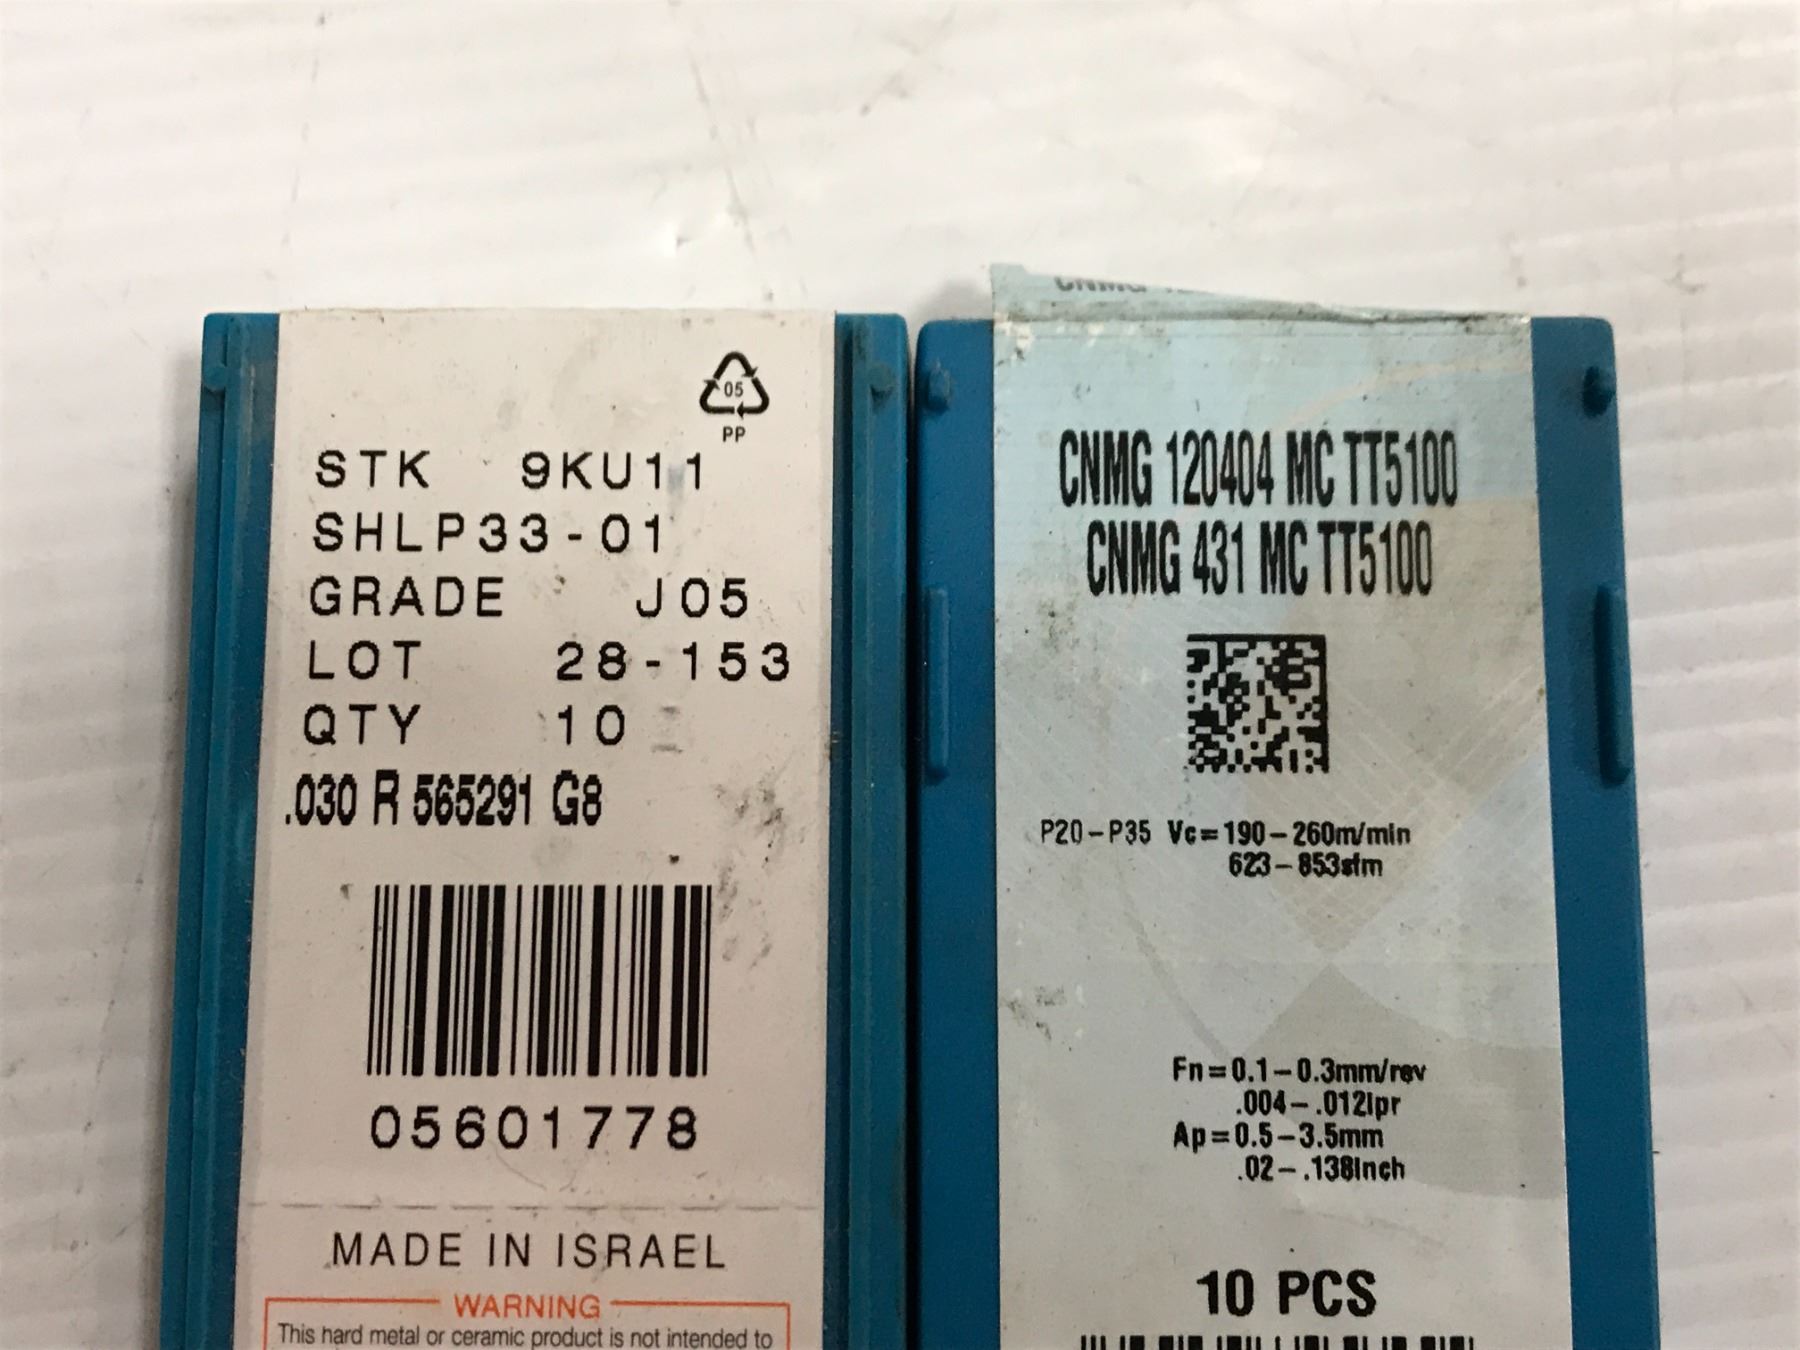 05
PP
STK 9KU11
SHLP33-01
GRADE J05
LOT 28-153
QTY 10
.030 R 565291 G8
05601778
MADE IN ISRAEL
WARNING
This hard metal or ceramic product is not intended to
CNMG
CNMG 120404 MC TT5100
CNMG 431 MC TT5100
P20-P35 Vc=190-260m/min
623-853sfm
Fn=0.1-0.3mm/rev
.004-.012ipr
Ap=0.5-3.5mm
.02-.138inch
10 PCS